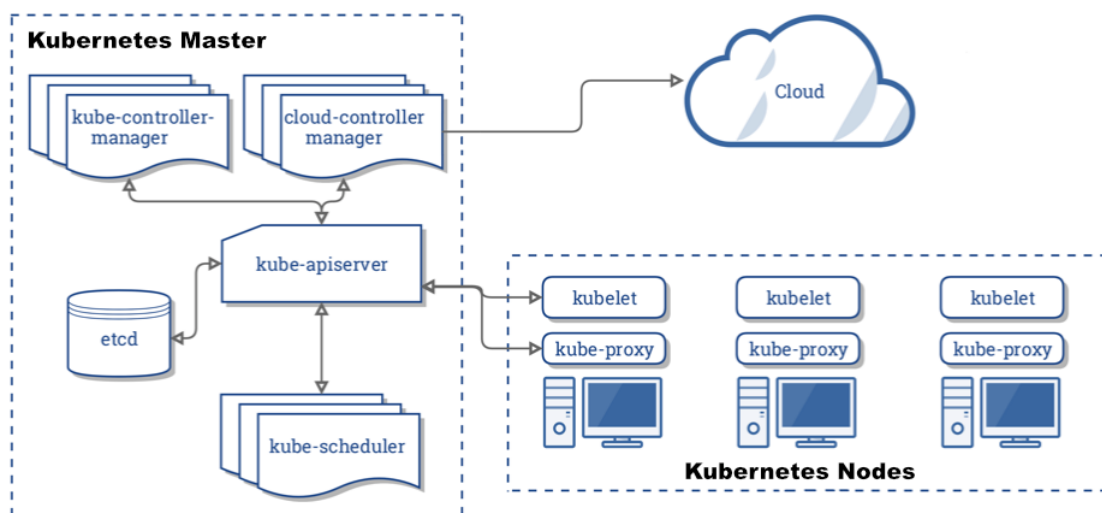 Kubernetes Master
kube-controller-
manager
cloud-controller
manager
Cloud
kube-apiserver
etcd
kube-scheduler
kubelet
kubelet
kubelet
kube-proxy
kube-proxy
kube-proxy
Kubernetes Nodes